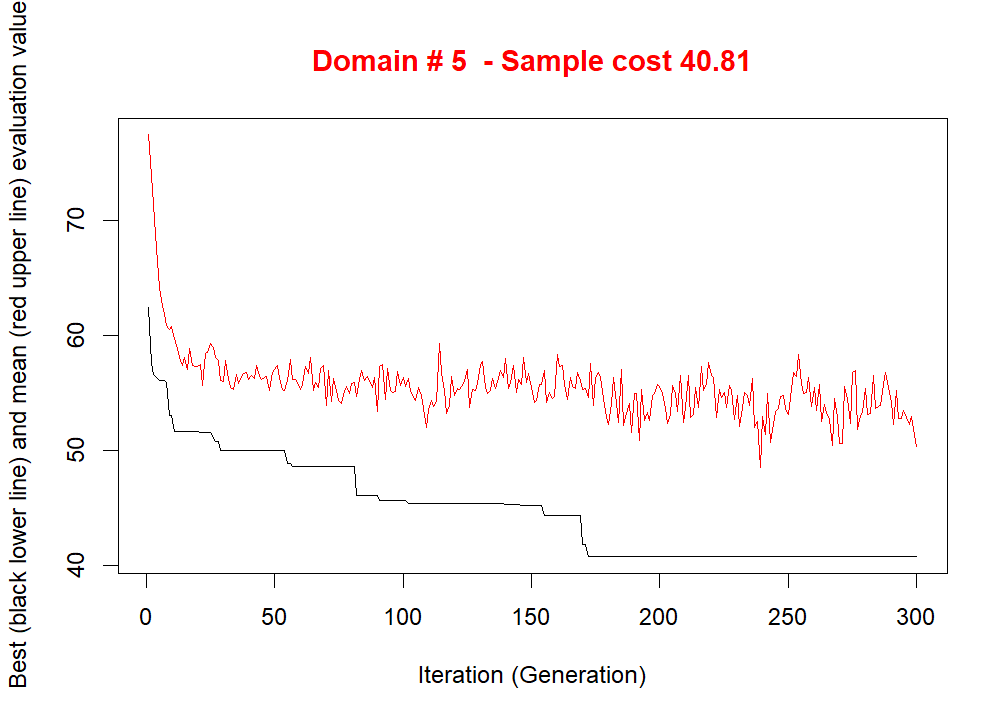 Domain # 5  - Sample cost 40.81
Best (black lower line) and mean (red upper line) evaluation value
70
60
50
40
0 50 100 150 200 250 300
Iteration (Generation)